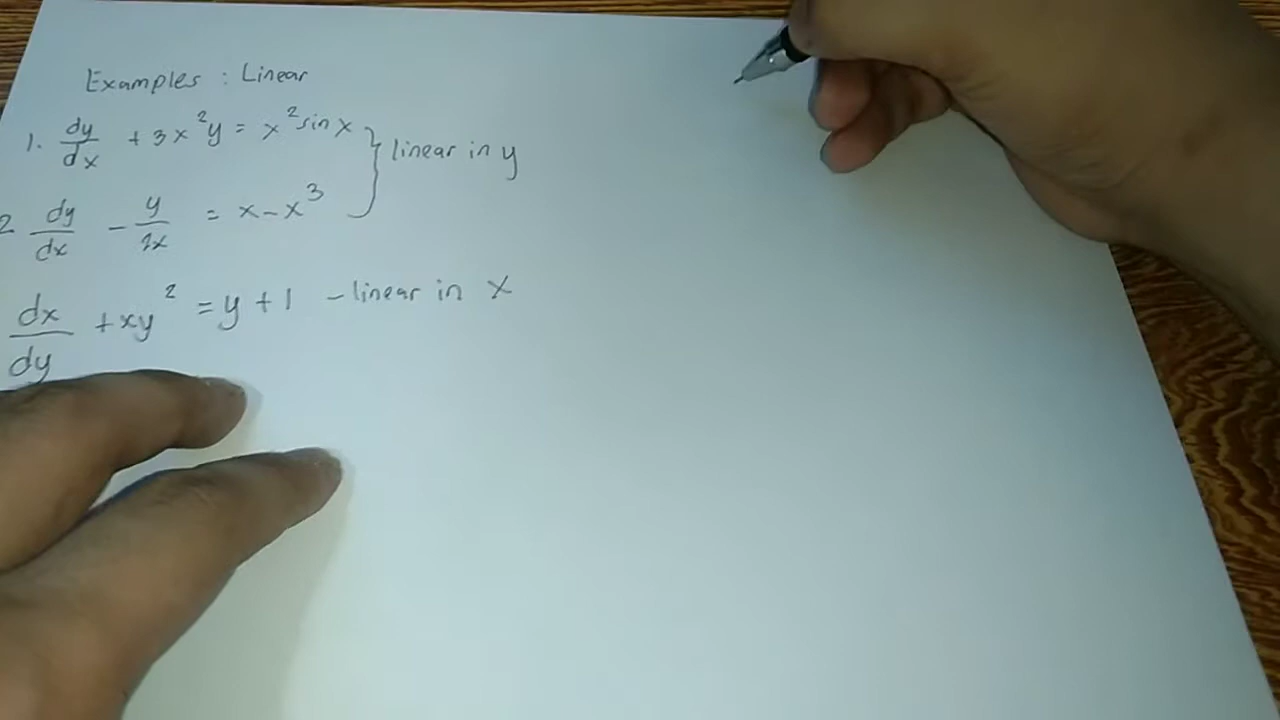 Examples : Linear
1. dy/dx + 3x²y = x² sin x } linear in y
2. dy/dx - y/2x = x - x³
dx/dy + xy² = y + 1 - linear in x